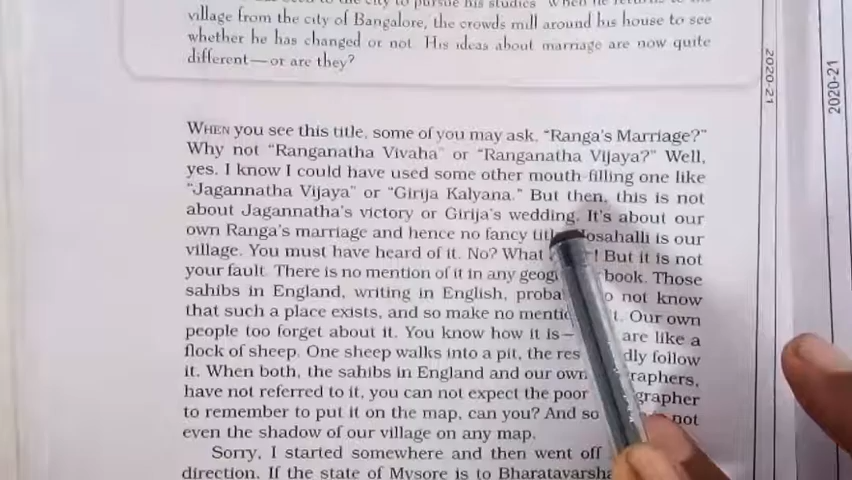 to the city to pursue his studies
village from the city of Bangalore, the crowds mill around his house to see
whether he has changed or not. His ideas about marriage are now quite
different—or are they?
2020-21
2020-21
WHEN you see this title, some of you may ask, “Ranga's Marriage?”
Why not “Ranganatha Vivaha” or “Ranganatha Vijaya?” Well,
yes. I know I could have used some other mouth-filling one like
“Jagannatha Vijaya” or “Girija Kalyana.” But then, this is not
about Jagannatha's victory or Girija's wedding. It's about our
own Ranga's marriage and hence no fancy Hosahalli is our
village. You must have heard of it. No? What ! But it is not
your fault. There is no mention of it in any book. Those
sahibs in England, writing in English, not know
that such a place exists, and so make no Our own
people too forget about it. You know how it is— are like a
flock of sheep. One sheep walks into a pit, the follow
it. When both, the sahibs in England and our own
have not referred to it, you can not expect the poor
to remember to put it on the map, can you? And so not
even the shadow of our village on any map.
Sorry, I started somewhere and then went off
direction. If the state of Mysore is to Bharatavarsha